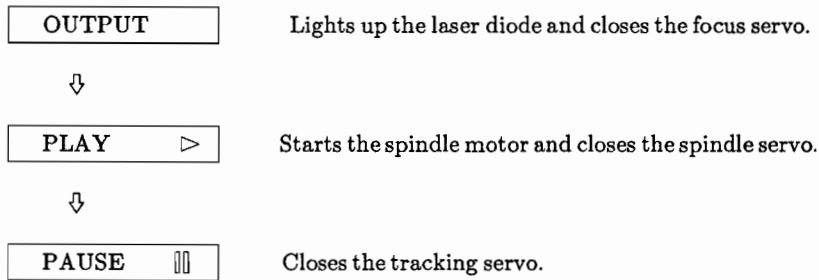 OUTPUT Lights up the laser diode and closes the focus servo.
PLAY ▷ Starts the spindle motor and closes the spindle servo.
PAUSE Closes the tracking servo.